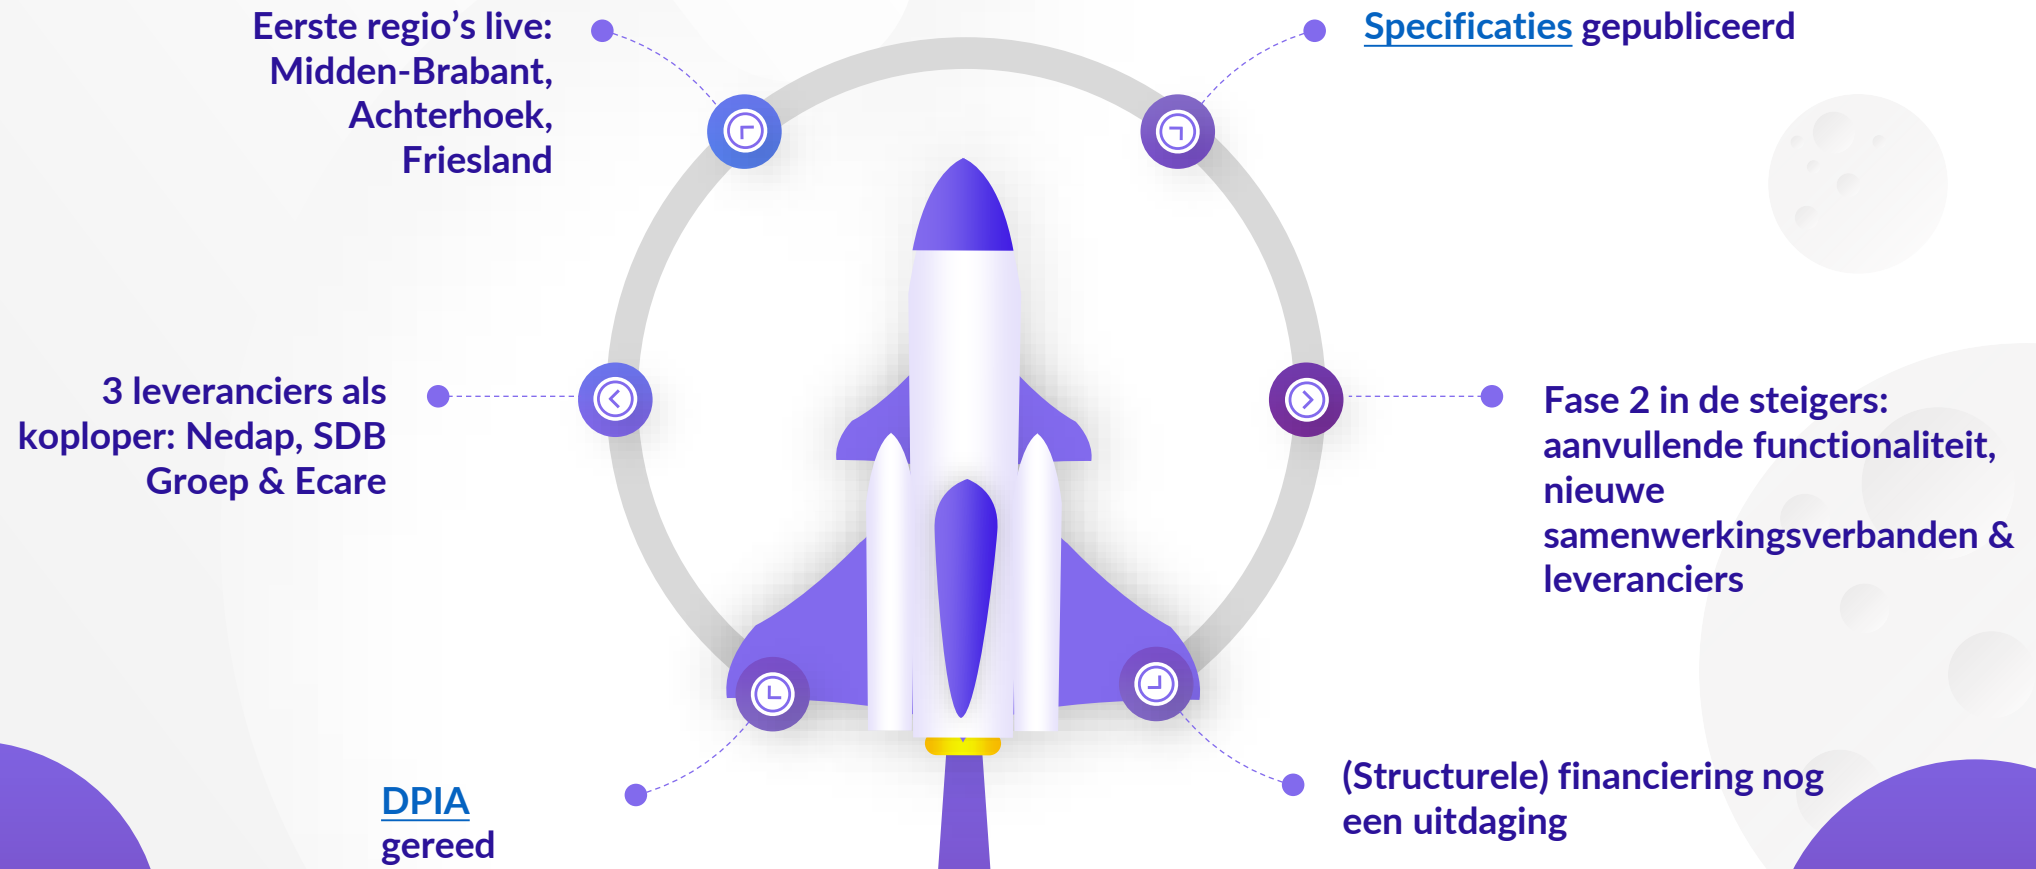 Eerste regio’s live:
Midden-Brabant,
Achterhoek,
Friesland
Specificaties gepubliceerd
3 leveranciers als
koploper: Nedap, SDB
Groep & Ecare
Fase 2 in de steigers:
aanvullende functionaliteit,
nieuwe
samenwerkingsverbanden &
leveranciers
DPIA
gereed
(Structurele) financiering nog
een uitdaging